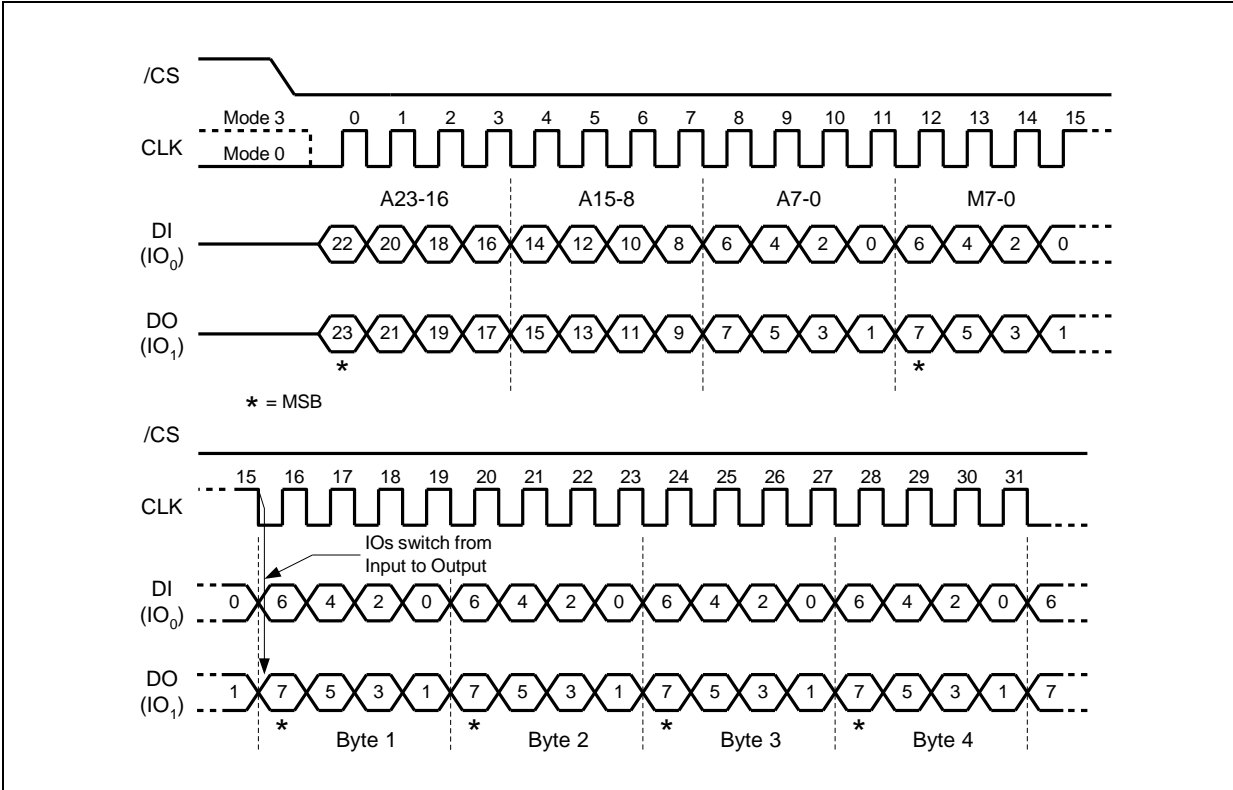 /CS
Mode 3 0 1 2 3 4 5 6 7 8 9 10 11 12 13 14 15
CLK
Mode 0
A23-16 A15-8 A7-0 M7-0
DI
(IO0) 22 20 18 16 14 12 10 8 6 4 2 0 6 4 2 0
DO
(IO1) 23 21 19 17 15 13 11 9 7 5 3 1 7 5 3 1
* *
* = MSB
/CS
15 16 17 18 19 20 21 22 23 24 25 26 27 28 29 30 31
CLK
IOs switch from
Input to Output
DI
(IO0) 0 6 4 2 0 6 4 2 0 6 4 2 0 6 4 2 0 6
DO
(IO1) 1 7 5 3 1 7 5 3 1 7 5 3 1 7 5 3 1 7
* * * *
Byte 1 Byte 2 Byte 3 Byte 4